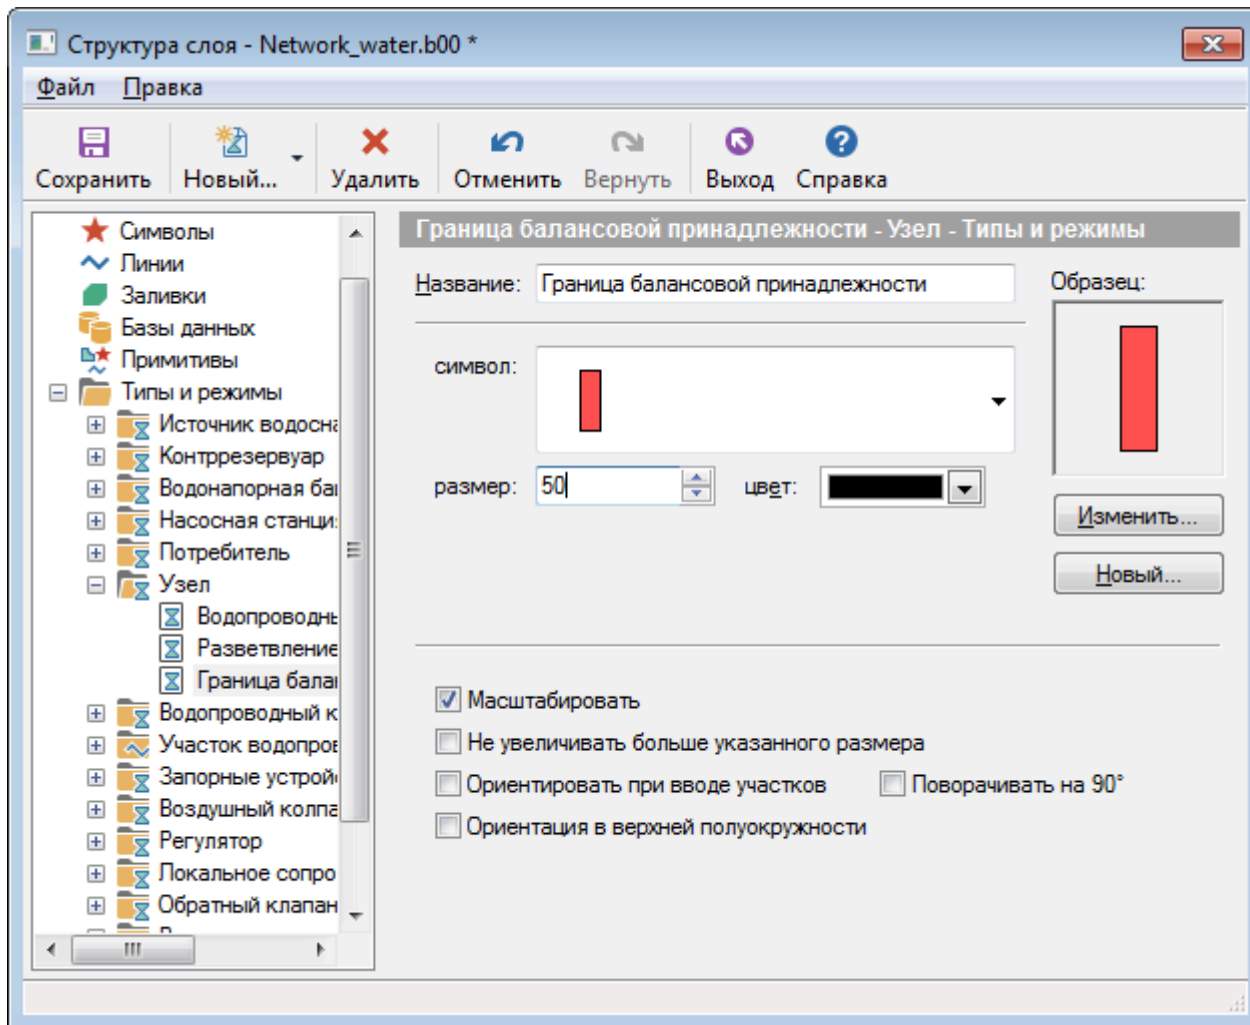 Структура слоя - Network_water.b00 *
Файл Правка
Сохранить Новый... Удалить Отменить Вернуть Выход Справка
Символы
Линии
Заливки
Базы данных
Примитивы
Типы и режимы
Источник водосна
Контррезервуар
Водонапорная ба
Насосная станци
Потребитель
Узел
Водопроводн
Разветвление
Граница бала
Водопроводный к
Участок водопров
Запорные устрой
Воздушный колпа
Регулятор
Локальное сопро
Обратный клапан
Граница балансовой принадлежности - Узел - Типы и режимы
Название: Граница балансовой принадлежности
Образец:
символ:
размер: 50 цвет:
Изменить...
Новый...
Масштабировать
Не увеличивать больше указанного размера
Ориентировать при вводе участков Поворачивать на 90°
Ориентация в верхней полуокружности